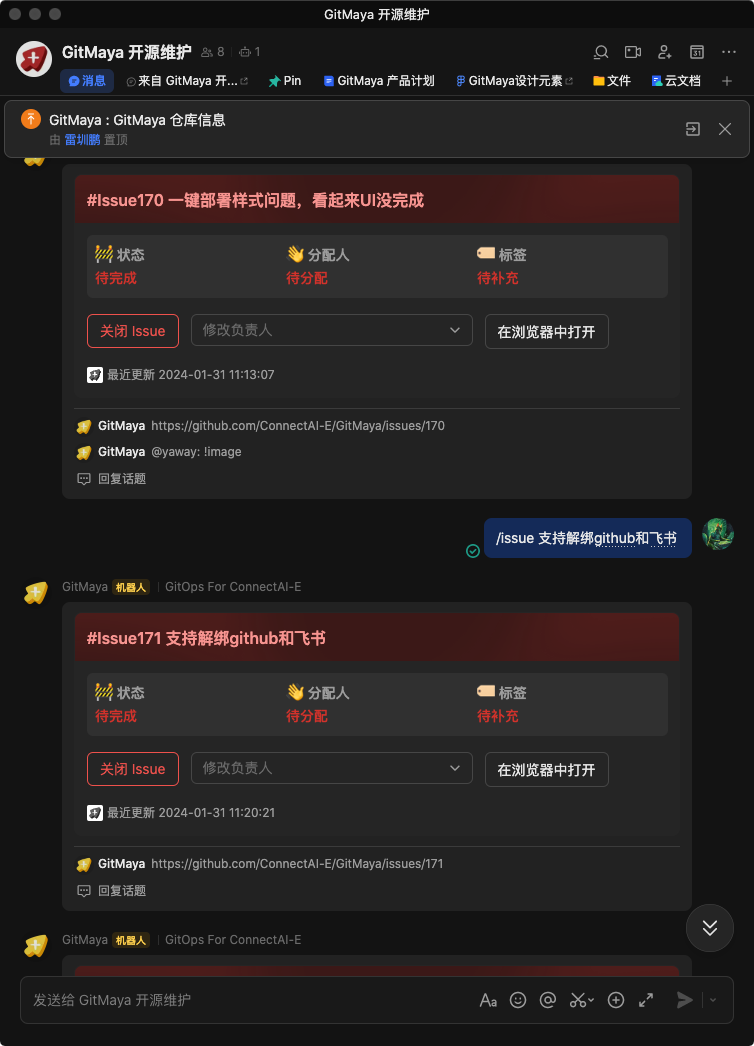 GitMaya 开源维护
GitMaya 开源维护 8 1
消息 来自 GitMaya 开... Pin GitMaya 产品计划 GitMaya设计元素 文件 云文档
31
GitMaya : GitMaya 仓库信息
由 雷圳鹏 置顶
#Issue170 一键部署样式问题，看起来UI没完成
状态 分配人 标签
待完成 待分配 待补充
关闭 Issue 修改负责人 在浏览器中打开
最近更新 2024-01-31 11:13:07
GitMaya https://github.com/ConnectAI-E/GitMaya/issues/170
GitMaya @yaway: !image
回复话题
/issue 支持解绑github和飞书
GitMaya 机器人 GitOps For ConnectAI-E
#Issue171 支持解绑github和飞书
状态 分配人 标签
待完成 待分配 待补充
关闭 Issue 修改负责人 在浏览器中打开
最近更新 2024-01-31 11:20:21
GitMaya https://github.com/ConnectAI-E/GitMaya/issues/171
回复话题
GitMaya 机器人 GitOps For ConnectAI-E
发送给 GitMaya 开源维护 Aa